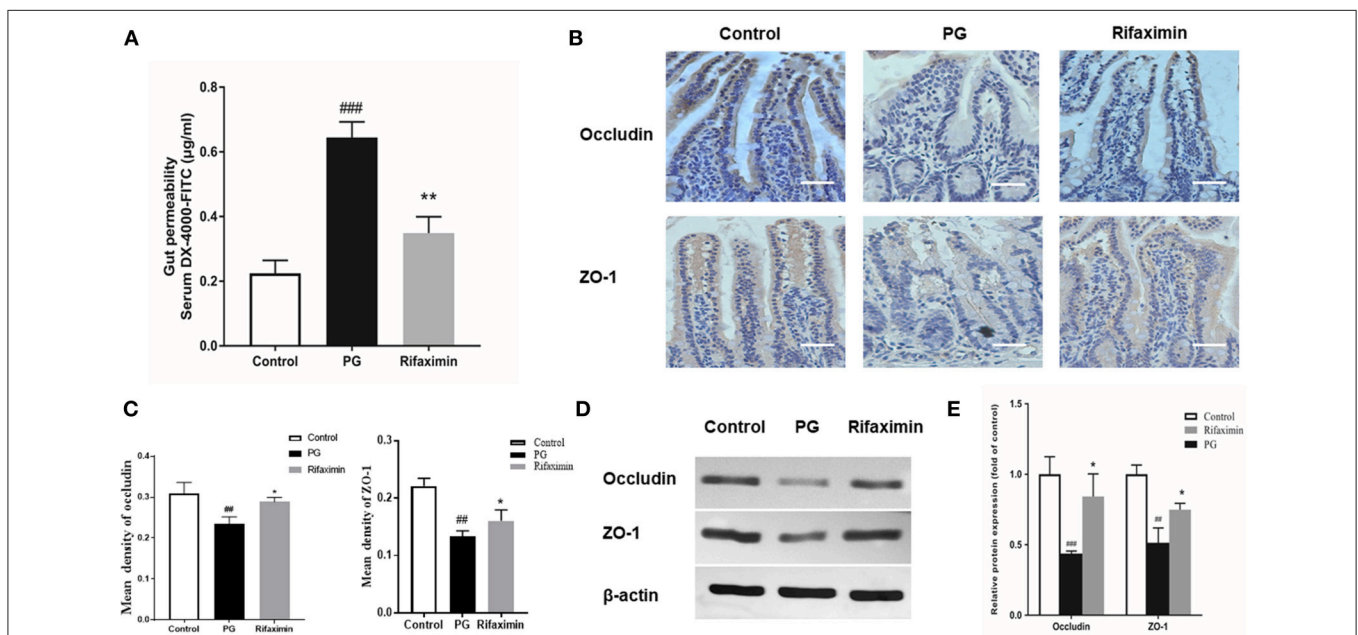 A
Gut permeability
Serum DX-4000-FITC (μg/ml)
0.8
0.6
0.4
0.2
0.0
###
**
Control PG Rifaximin
B
Control PG Rifaximin
Occludin
ZO-1
C
Control
PG
Rifaximin
Mean density of occludin
0.4
0.3
0.2
0.1
0.0
##
*
Control PG Rifaximin
Control
PG
Rifaximin
Mean density of ZO-1
0.3
0.2
0.1
0.0
##
*
Control PG Rifaximin
D
Control PG Rifaximin
Occludin
ZO-1
β-actin
E
Relative protein expression (fold of control)
1.5
1.0
0.5
0.0
Control
Rifaximin
PG
###
*
##
*
Occludin ZO-1